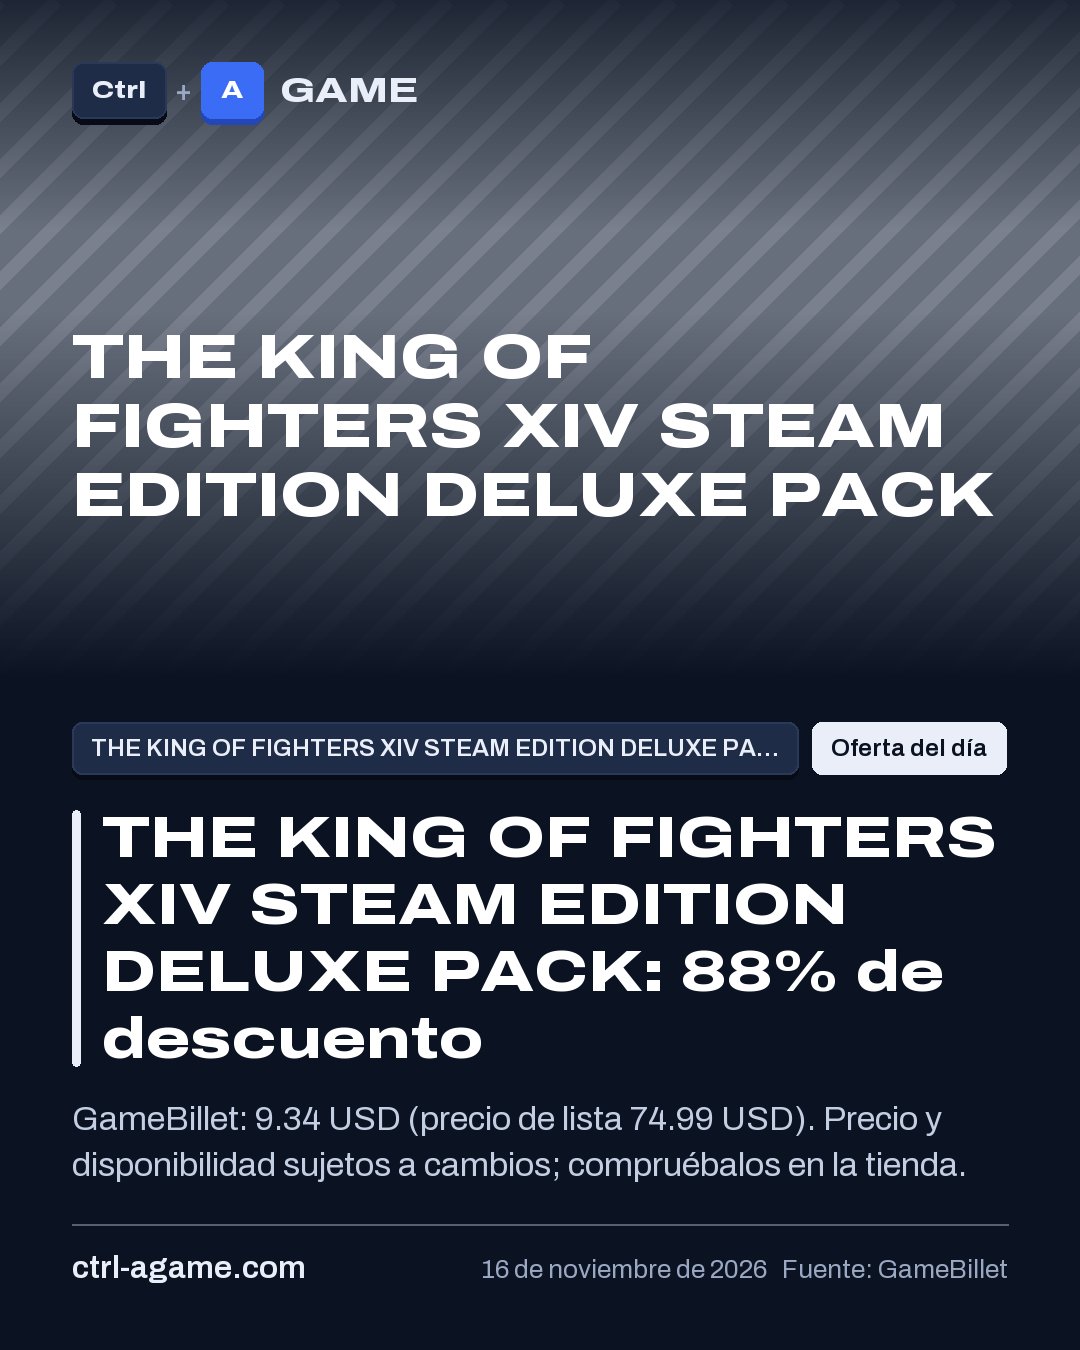 Ctrl + A GAME
THE KING OF
FIGHTERS XIV STEAM
EDITION DELUXE PACK
THE KING OF FIGHTERS XIV STEAM EDITION DELUXE PA...
Oferta del día
THE KING OF FIGHTERS
XIV STEAM EDITION
DELUXE PACK: 88% de
descuento
GameBillet: 9.34 USD (precio de lista 74.99 USD). Precio y
disponibilidad sujetos a cambios; compruébalos en la tienda.
ctrl-agame.com
16 de noviembre de 2026 Fuente: GameBillet